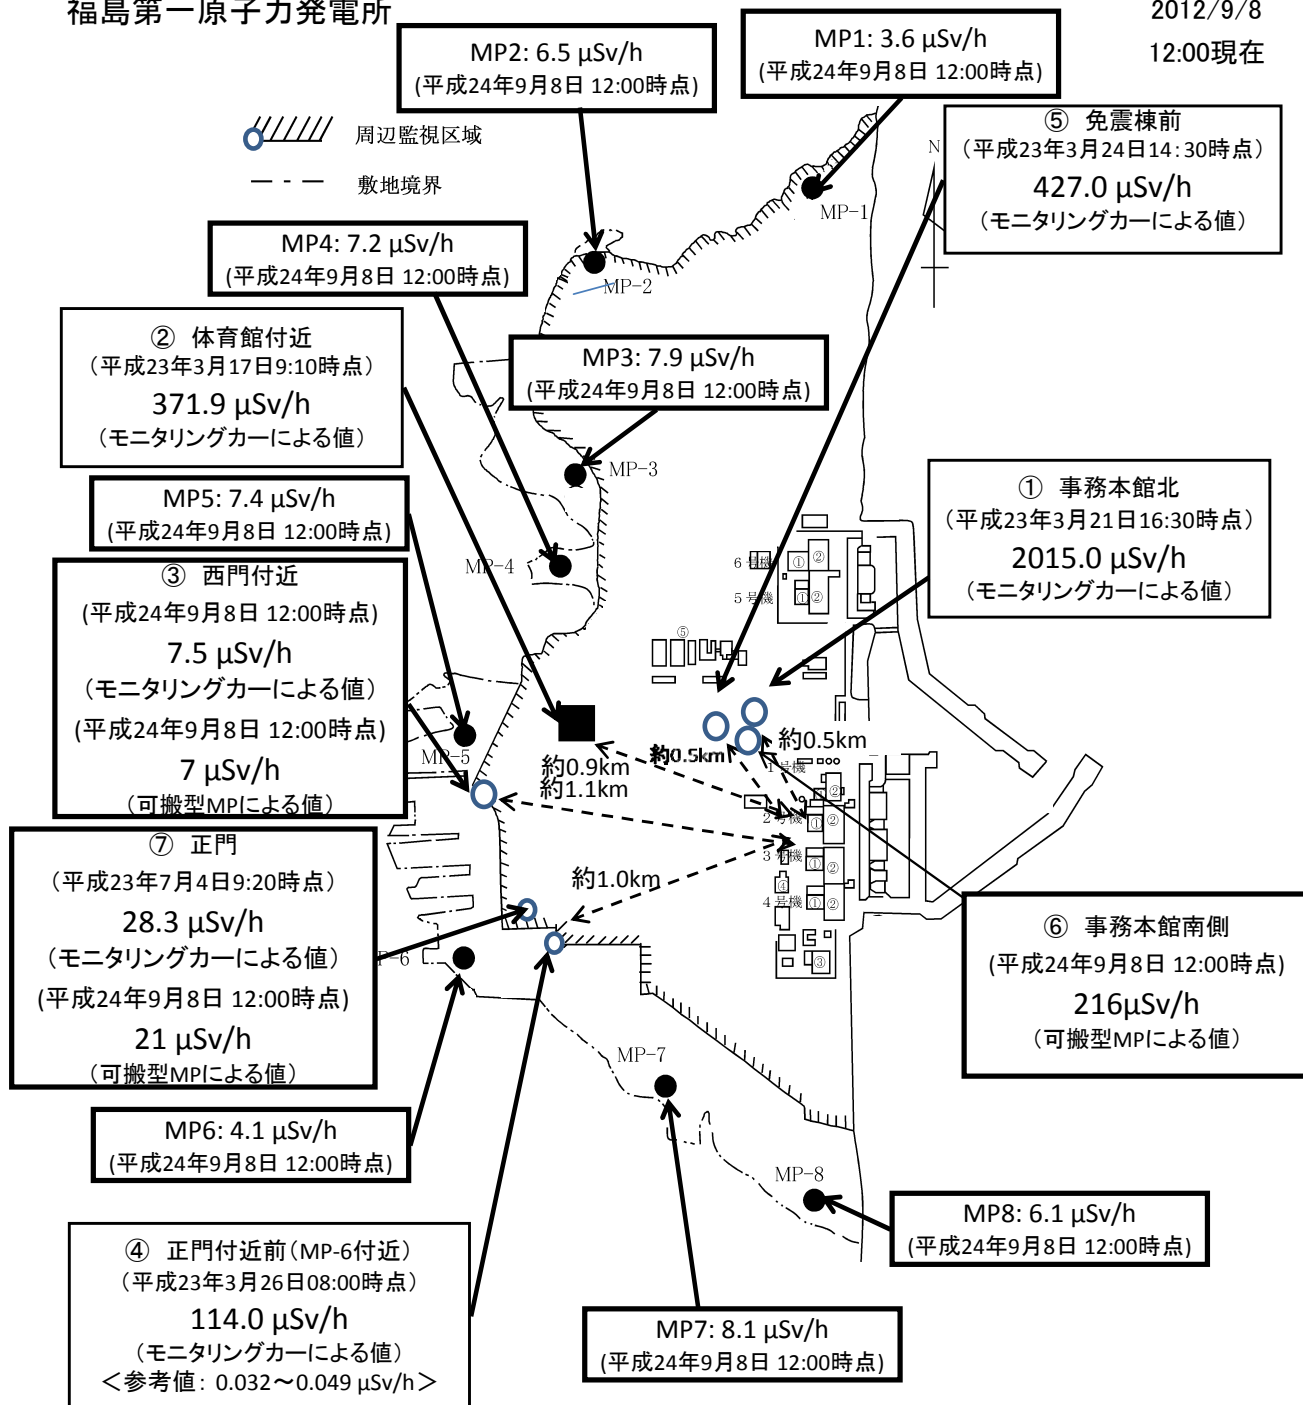 福島第一原子力発電所
2012/9/8
12:00現在
MP2: 6.5 μSv/h
(平成24年9月8日 12:00時点)
MP1: 3.6 μSv/h
(平成24年9月8日 12:00時点)
周辺監視区域
敷地境界
⑤ 免震棟前
(平成23年3月24日14:30時点)
427.0 μSv/h
(モニタリングカーによる値)
N
MP-1
MP4: 7.2 μSv/h
(平成24年9月8日 12:00時点)
MP-2
② 体育館付近
(平成23年3月17日9:10時点)
371.9 μSv/h
(モニタリングカーによる値)
MP3: 7.9 μSv/h
(平成24年9月8日 12:00時点)
MP-3
MP5: 7.4 μSv/h
(平成24年9月8日 12:00時点)
① 事務本館北
(平成23年3月21日16:30時点)
2015.0 μSv/h
(モニタリングカーによる値)
MP-4
6号機
①
②
5号機
①
②
⑤
③ 西門付近
(平成24年9月8日 12:00時点)
7.5 μSv/h
(モニタリングカーによる値)
(平成24年9月8日 12:00時点)
7 μSv/h
(可搬型MPによる値)
MP-5
約0.9km
約1.1km
約0.5km
約0.5km
1号機
②
2号機
①
②
3号機
①
②
④
4号機
①
②
③
約1.0km
⑦ 正門
(平成23年7月4日9:20時点)
28.3 μSv/h
(モニタリングカーによる値)
(平成24年9月8日 12:00時点)
21 μSv/h
(可搬型MPによる値)
P-6
⑥ 事務本館南側
(平成24年9月8日 12:00時点)
216μSv/h
(可搬型MPによる値)
MP-7
MP6: 4.1 μSv/h
(平成24年9月8日 12:00時点)
MP-8
MP8: 6.1 μSv/h
(平成24年9月8日 12:00時点)
④ 正門付近前(MP-6付近)
(平成23年3月26日08:00時点)
114.0 μSv/h
(モニタリングカーによる値)
＜参考値: 0.032～0.049 μSv/h＞
MP7: 8.1 μSv/h
(平成24年9月8日 12:00時点)